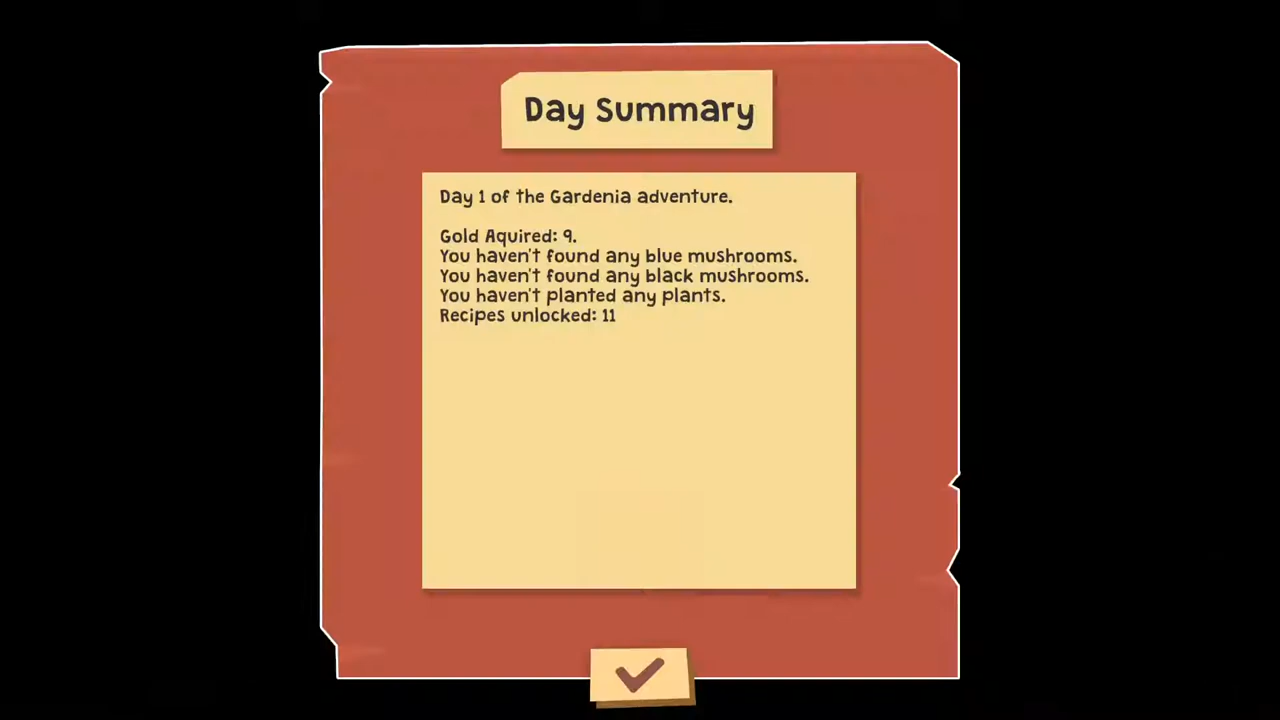 Day Summary
Day 1 of the Gardenia adventure.
Gold Aquired: 9.
You haven't found any blue mushrooms.
You haven't found any black mushrooms.
You haven't planted any plants.
Recipes unlocked: 11